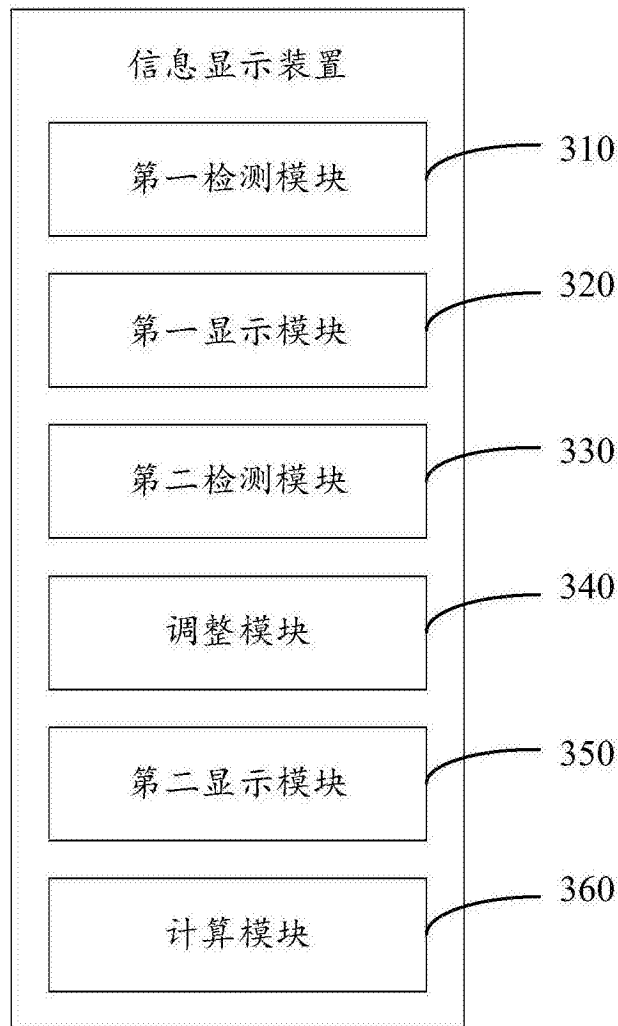 信息显示装置
第一检测模块
310
第一显示模块
320
第二检测模块
330
调整模块
340
第二显示模块
350
计算模块
360